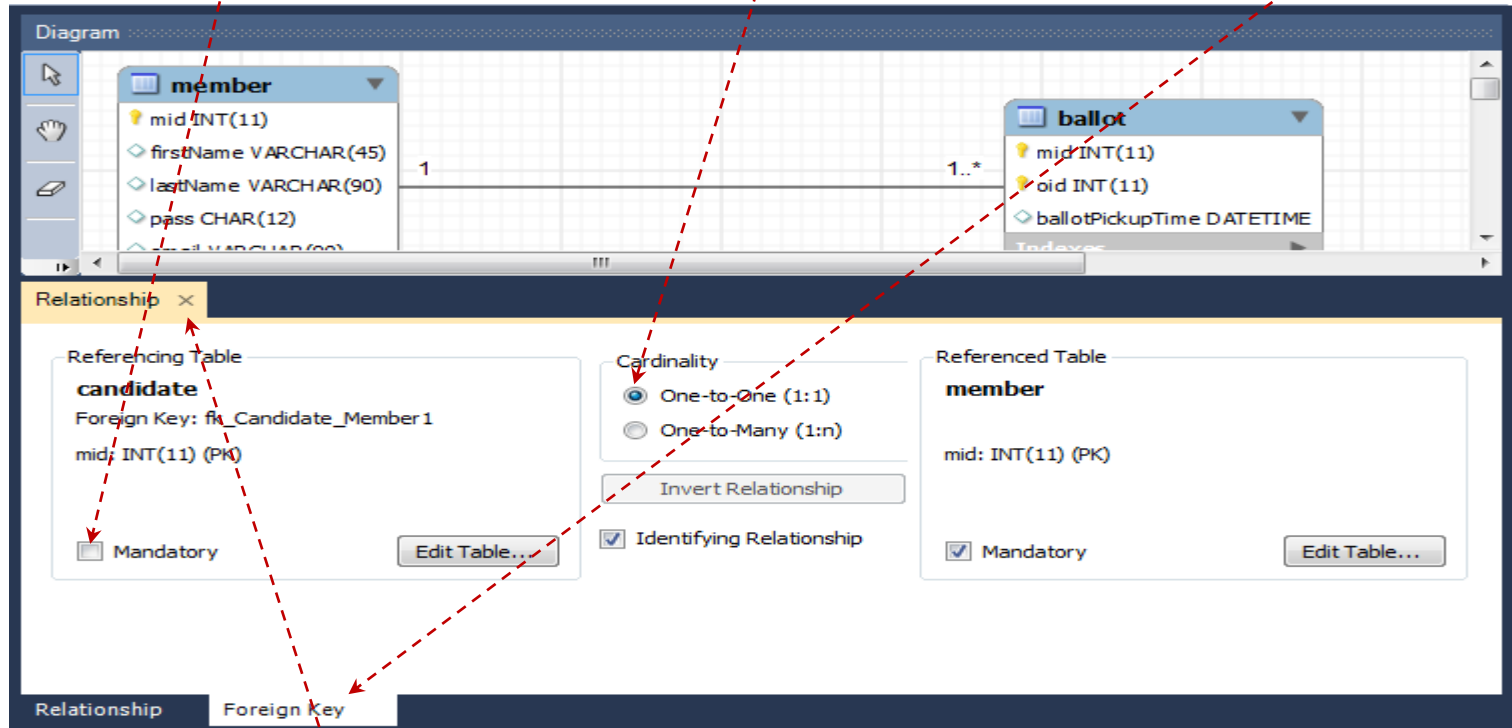 Diagram
member
mid INT(11)
firstName VARCHAR(45)
lastName VARCHAR(90)
pass CHAR(12)
1
1..*
ballot
mid INT(11)
oid INT(11)
ballotPickupTime DATETIME
Indexes
Relationship
Referencing Table
candidate
Foreign Key: fk_Candidate_Member1
mid: INT(11) (PK)
Mandatory
Edit Table...
Cardinality
One-to-One (1:1)
One-to-Many (1:n)
Invert Relationship
Identifying Relationship
Referenced Table
member
mid: INT(11) (PK)
Mandatory
Edit Table...
Relationship
Foreign Key